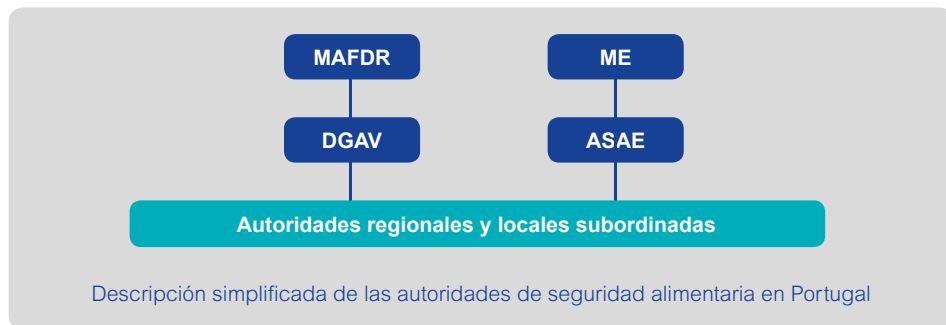 MAFDR
ME
DGAV
ASAE
Autoridades regionales y locales subordinadas
Descripción simplificada de las autoridades de seguridad alimentaria en Portugal